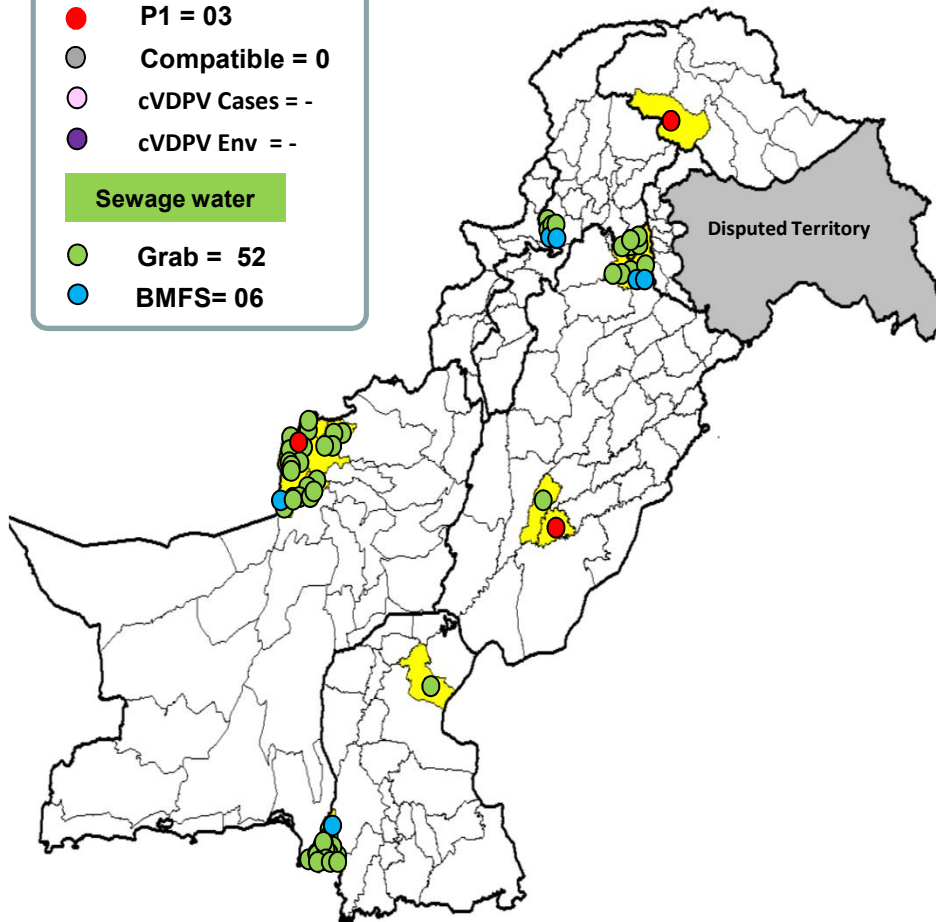 P1 = 03
Compatible = 0
cVDPV Cases = -
cVDPV Env = -
Sewage water
Grab = 52
BMFS= 06
Disputed Territory